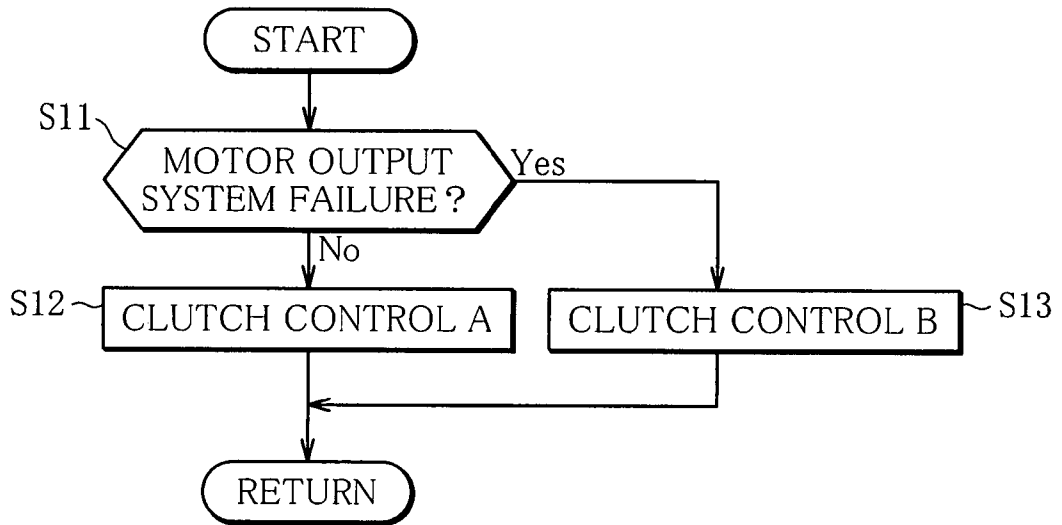 START
S11
MOTOR OUTPUT
SYSTEM FAILURE?
Yes
No
S12
CLUTCH CONTROL A
CLUTCH CONTROL B
S13
RETURN